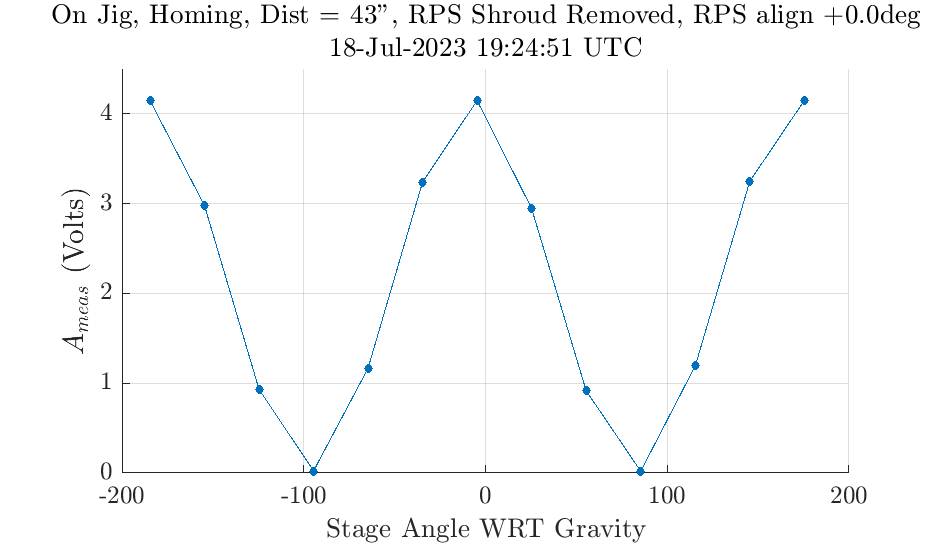 On Jig, Homing, Dist = 43”, RPS Shroud Removed, RPS align +0.0deg
18-Jul-2023 19:24:51 UTC
4
3
2
1
0
A_meas (Volts)
-200 -100 0 100 200
Stage Angle WRT Gravity